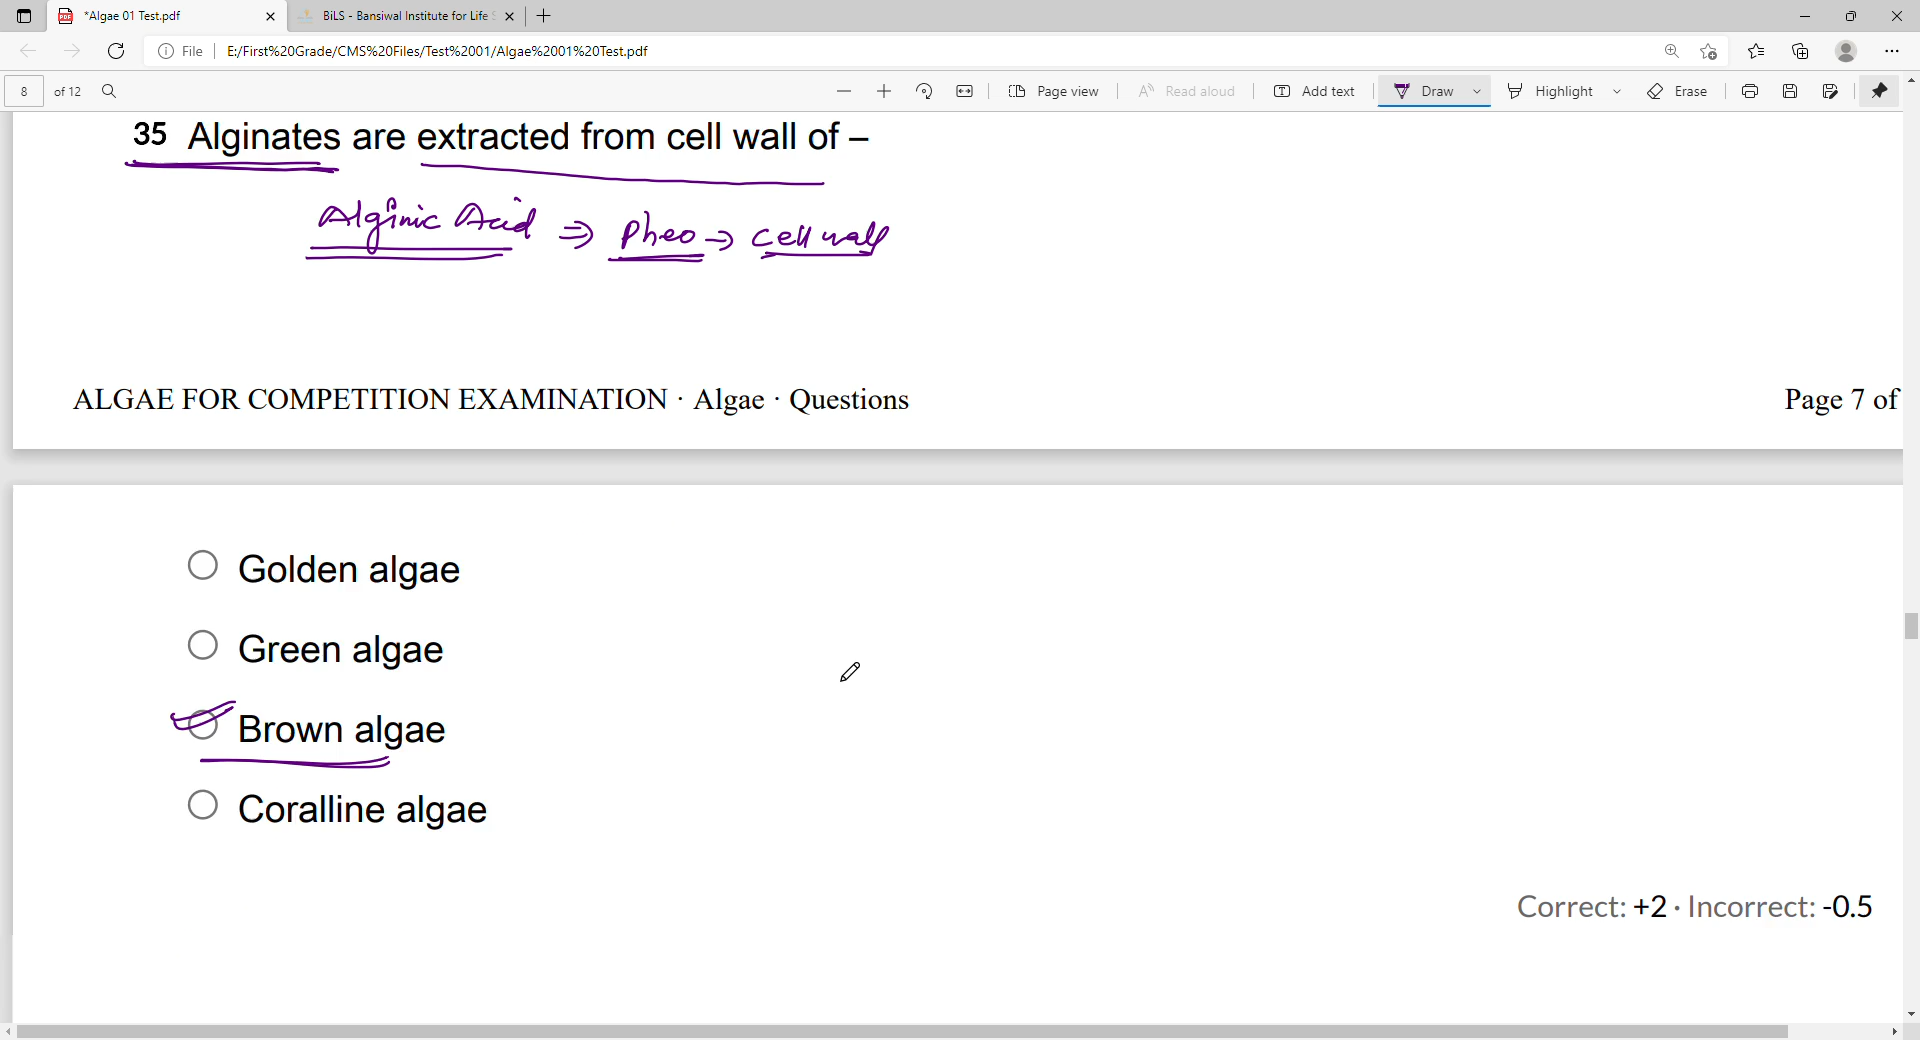 *Algae 01 Test.pdf
BiLS - Bansiwal Institute for Life S
File
E:/First%20Grade/CMS%20Files/Test%2001/Algae%2001%20Test.pdf
8 of 12
Page view
Read aloud
Add text
Draw
Highlight
Erase
35 Alginates are extracted from cell wall of –
Alginic Acid ⇒ Pheo → Cell wall
ALGAE FOR COMPETITION EXAMINATION · Algae · Questions
Page 7 of
Golden algae
Green algae
Brown algae
Coralline algae
Correct: +2 · Incorrect: -0.5